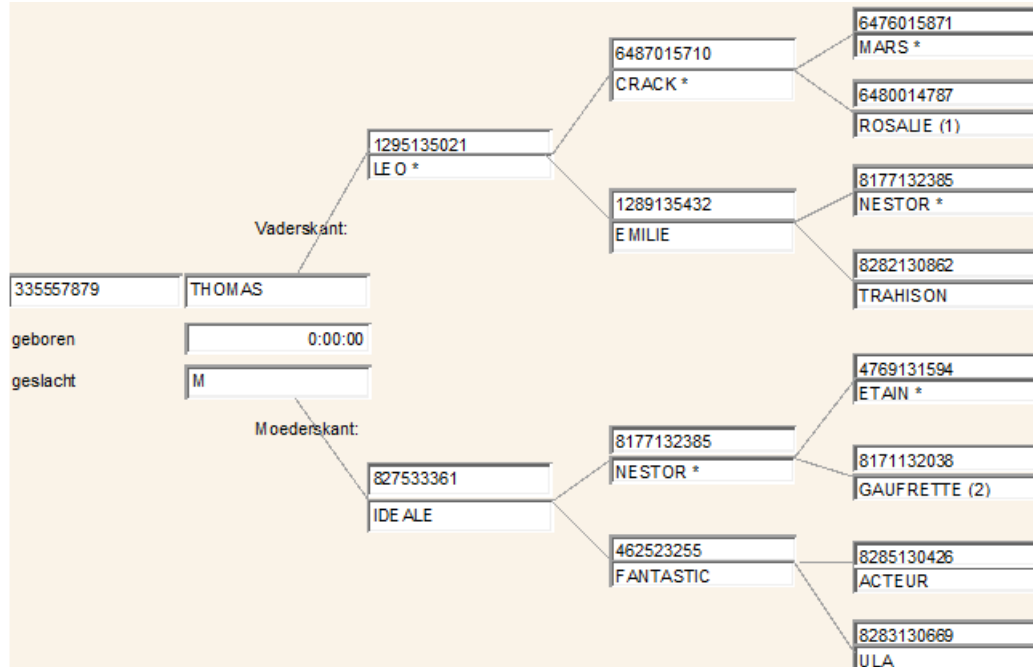 6476015871
MARS *
6487015710
CRACK *
6480014787
ROSALIE (1)
1295135021
LEO *
8177132385
NESTOR *
1289135432
EMILIE
Vaderskant:
8282130862
TRAHISON
335557879
THOMAS
geboren
0:00:00
geslacht
M
4769131594
ETAIN *
Moederskant:
8177132385
NESTOR *
8171132038
GAUFRETTE (2)
827533361
IDEALE
462523255
FANTASTIC
8285130426
ACTEUR
8283130669
ULA